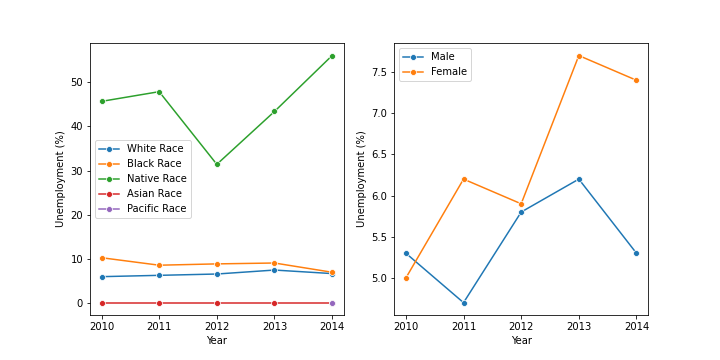 Unemployment (%)
50
40
30
20
10
0
White Race
Black Race
Native Race
Asian Race
Pacific Race
2010 2011 2012 2013 2014
Year
Unemployment (%)
7.5
7.0
6.5
6.0
5.5
5.0
Male
Female
2010 2011 2012 2013 2014
Year